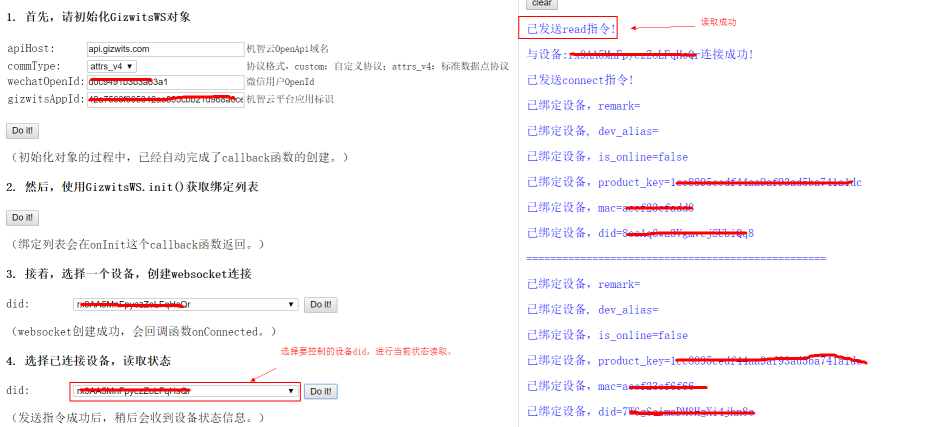 1. 首先，请初始化GizwitsWS对象
apiHost: api.gizwits.com 机智云OpenApi域名
commType: attrs_v4 协议格式，custom：自定义协议；attrs_v4：标准数据点协议
wechatOpenId: 微信用户OpenId
gizwitsAppId: 机智云平台应用标识
Do it!
（初始化对象的过程中，已经自动完成了callback函数的创建。）
2. 然后，使用GizwitsWS.init()获取绑定列表
Do it!
（绑定列表会在onInit这个callback函数返回。）
3. 接着，选择一个设备，创建websocket连接
did: Do it!
（websocket创建成功，会回调函数onConnected。）
选择要控制的设备did，进行当前状态读取。
4. 选择已连接设备，读取状态
did: Do it!
（发送指令成功后，稍后会收到设备状态信息。）
clear
已发送read指令!
读取成功
与设备: 连接成功!
已发送connect指令!
已绑定设备，remark=
已绑定设备，dev_alias=
已绑定设备，is_online=false
已绑定设备，product_key=
已绑定设备，mac=
已绑定设备，did=
==============================================
已绑定设备，remark=
已绑定设备，dev_alias=
已绑定设备，is_online=false
已绑定设备，product_key=
已绑定设备，mac=
已绑定设备，did=